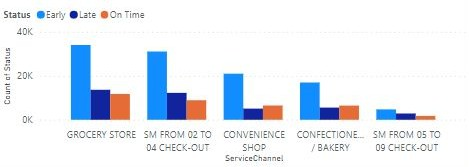 Status Early Late On Time
40K
20K
0K
Count of Status
GROCERY STORE
SM FROM 02 TO
04 CHECK-OUT
CONVENIENCE
SHOP
CONFECTIONE...
/ BAKERY
SM FROM 05 TO
09 CHECK-OUT
ServiceChannel